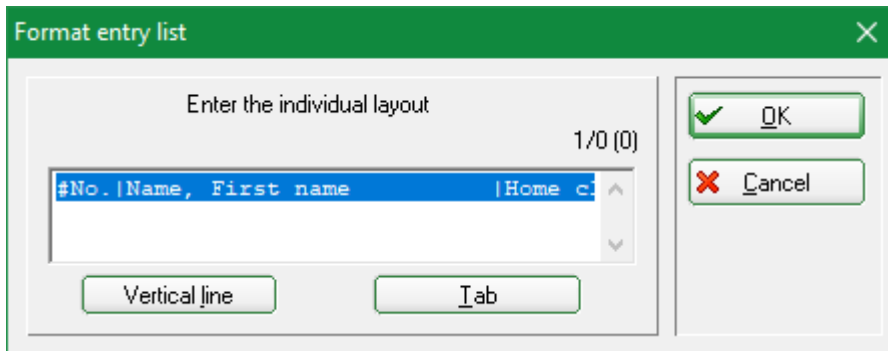 Format entry list
Enter the individual layout
1/0 (0)
#No.|Name, First name |Home
Vertical line
Tab
OK
Cancel